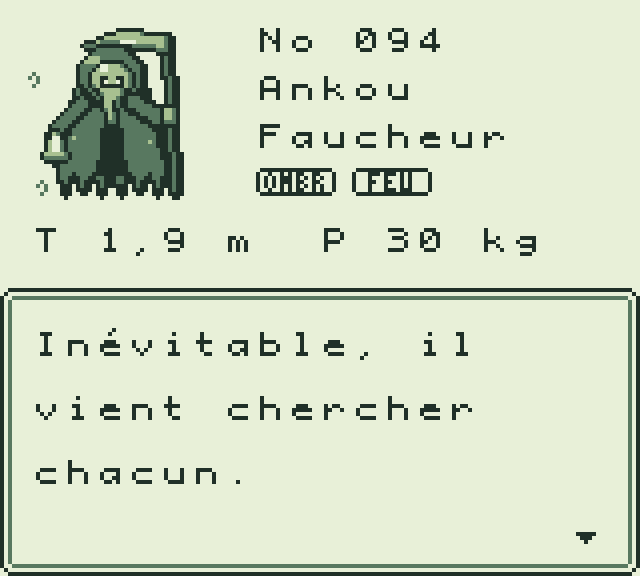 No 094
Ankou
Faucheur
OMBR FEU
T 1,9 m P 30 kg
Inévitable, il
vient chercher
chacun.